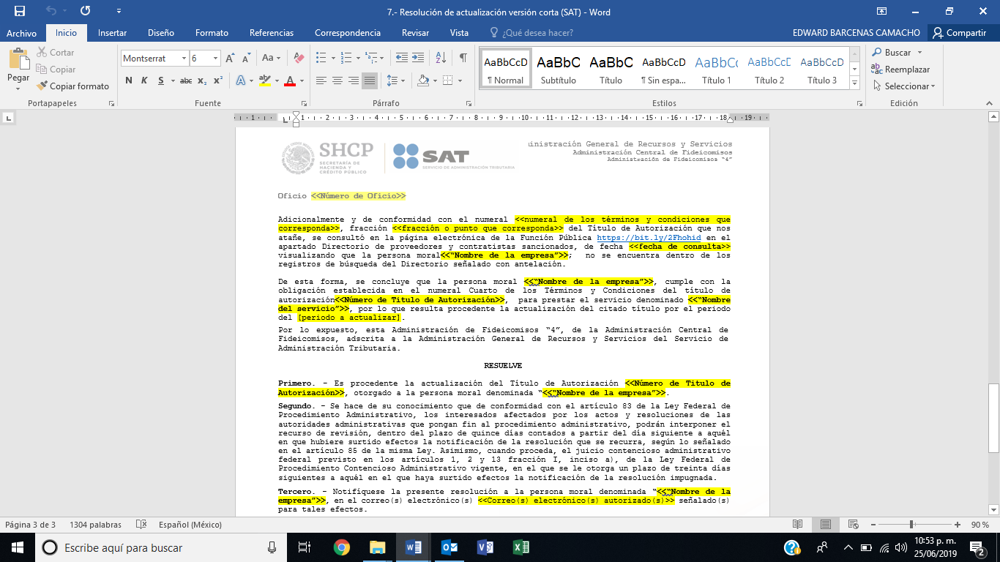 7.- Resolución de actualización versión corta (SAT) - Word
Archivo Inicio Insertar Diseño Formato Referencias Correspondencia Revisar Vista ¿Qué desea hacer? EDWARD BARCENAS CAMACHO Compartir
Pegar
Cortar
Copiar
Copiar formato
Portapapeles
Montserrat 6
N K S abc x₂ x²
Fuente
Párrafo
AaBbCcD AaBbC AaBbC AaBbCcD AaBbCc AaBbCcD AaBbCcD
¶ Normal Subtítulo Título ¶ Sin espa... Título 1 Título 2 Título 3
Estilos
Buscar
Reemplazar
Seleccionar
Edición
1 1 2 3 4 5 6 7 8 9 10 11 12 13 14 15 16 17 18 19
SHCP
SECRETARÍA DE
HACIENDA Y
CRÉDITO PÚBLICO
SAT
SERVICIO DE ADMINISTRACIÓN TRIBUTARIA
inistración General de Recursos y Servicios
Administración Central de Fideicomisos
Administración de Fideicomisos “4”
Oficio <<Número de Oficio>>
Adicionalmente y de conformidad con el numeral <<numeral de los términos y condiciones que
corresponda>>, fracción <<fracción o punto que corresponda>> del Título de Autorización que nos
atañe, se consultó en la página electrónica de la Función Pública https://bit.ly/2Fhohid en el
apartado Directorio de proveedores y contratistas sancionados, de fecha <<fecha de consulta>>
visualizando que la persona moral<<“Nombre de la empresa”>>; no se encuentra dentro de los
registros de búsqueda del Directorio señalado con antelación.
De esta forma, se concluye que la persona moral <<“Nombre de la empresa”>>, cumple con la
obligación establecida en el numeral Cuarto de los Términos y Condiciones del título de
autorización<<Número de Titulo de Autorización>>, para prestar el servicio denominado <<“Nombre
del servicio”>>, por lo que resulta procedente la actualización del citado título por el periodo
del [periodo a actualizar].
Por lo expuesto, esta Administración de Fideicomisos “4”, de la Administración Central de
Fideicomisos, adscrita a la Administración General de Recursos y Servicios del Servicio de
Administración Tributaria.
RESUELVE
Primero. - Es procedente la actualización del Título de Autorización <<Número de Titulo de
Autorización>>, otorgado a la persona moral denominada “<<“Nombre de la empresa”>>.
Segundo. - Se hace de su conocimiento que de conformidad con el artículo 83 de la Ley Federal de
Procedimiento Administrativo, los interesados afectados por los actos y resoluciones de las
autoridades administrativas que pongan fin al procedimiento administrativo, podrán interponer el
recurso de revisión, dentro del plazo de quince días contados a partir del día siguiente a aquél
en que hubiere surtido efectos la notificación de la resolución que se recurra, según lo señalado
en el artículo 85 de la misma Ley. Asimismo, cuando proceda, el juicio contencioso administrativo
federal previsto en los artículos 1, 2 y 13 fracción I, inciso a), de la Ley Federal de
Procedimiento Contencioso Administrativo vigente, en el que se le otorga un plazo de treinta días
siguientes a aquél en el que haya surtido efectos la notificación de la resolución impugnada.
Tercero. - Notifíquese la presente resolución a la persona moral denominada “<<“Nombre de la
empresa”>>, en el correo(s) electrónico(s) <<Correo(s) electrónico(s) autorizado(s)>> señalado(s)
para tales efectos.
Página 3 de 3 1304 palabras Español (México) 90 %
Escribe aquí para buscar
10:53 p. m.
25/06/2019
2